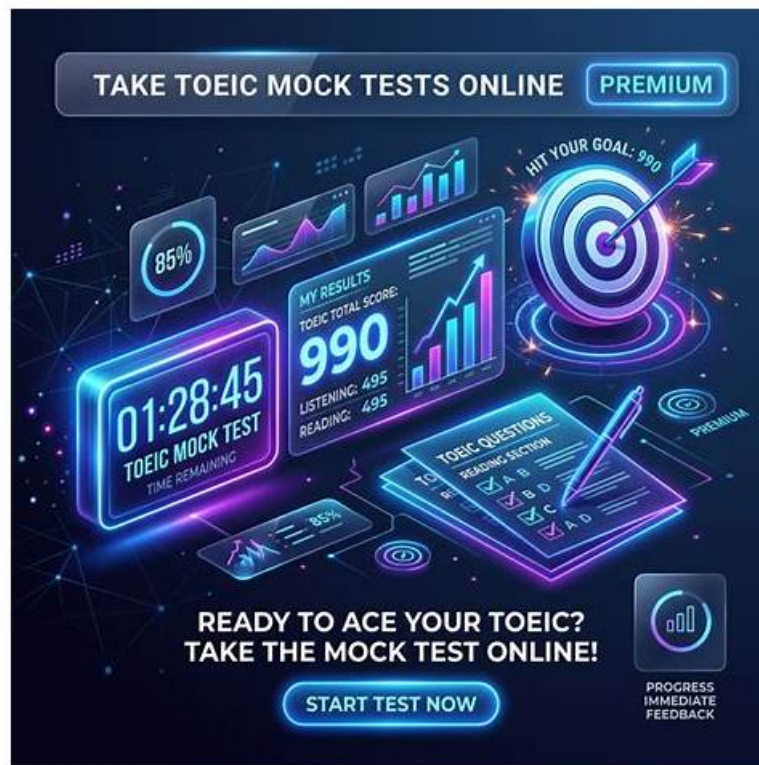 TAKE TOEIC MOCK TESTS ONLINE PREMIUM
HIT YOUR GOAL: 990
85%
MY RESULTS
TOEIC TOTAL SCORE:
990
LISTENING: 495
READING: 495
01:28:45
TOEIC MOCK TEST
TIME REMAINING
TOEIC QUESTIONS
READING SECTION
A B
B D
C
A D
PREMIUM
85%
READY TO ACE YOUR TOEIC?
TAKE THE MOCK TEST ONLINE!
START TEST NOW
PROGRESS
IMMEDIATE
FEEDBACK